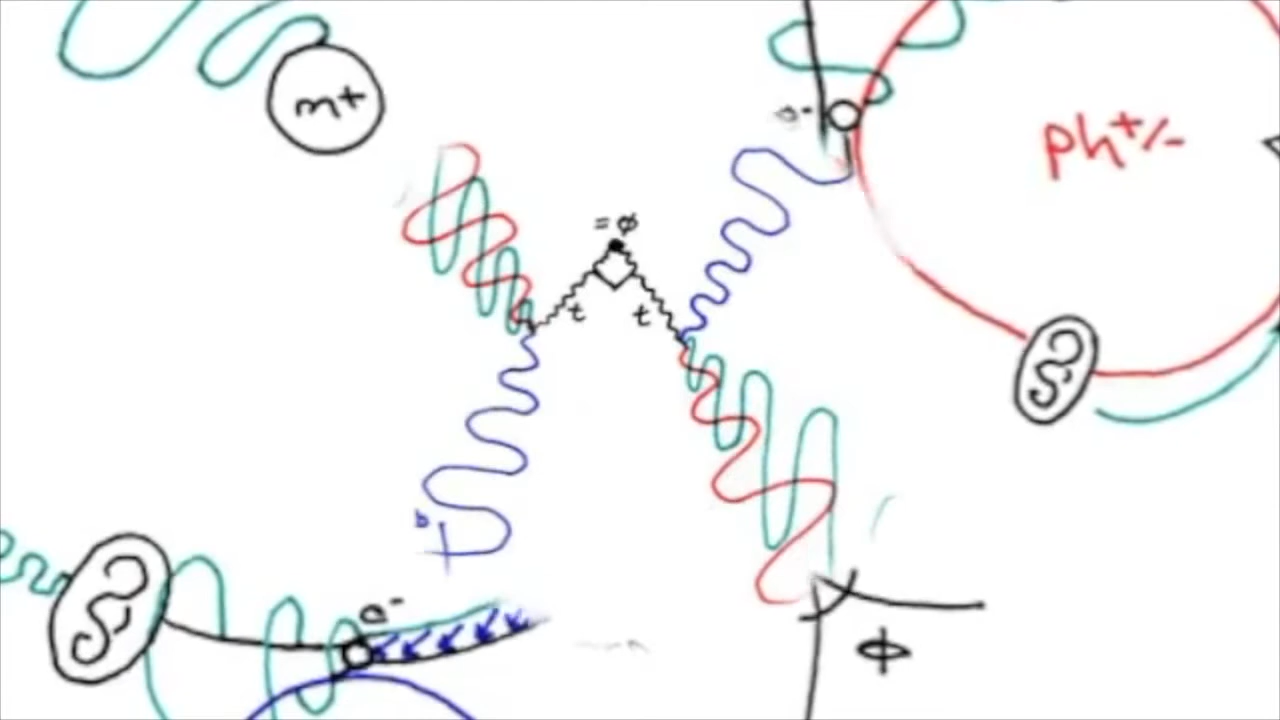 m+
Ph+/-
= φ
t t
b
a-
Φ